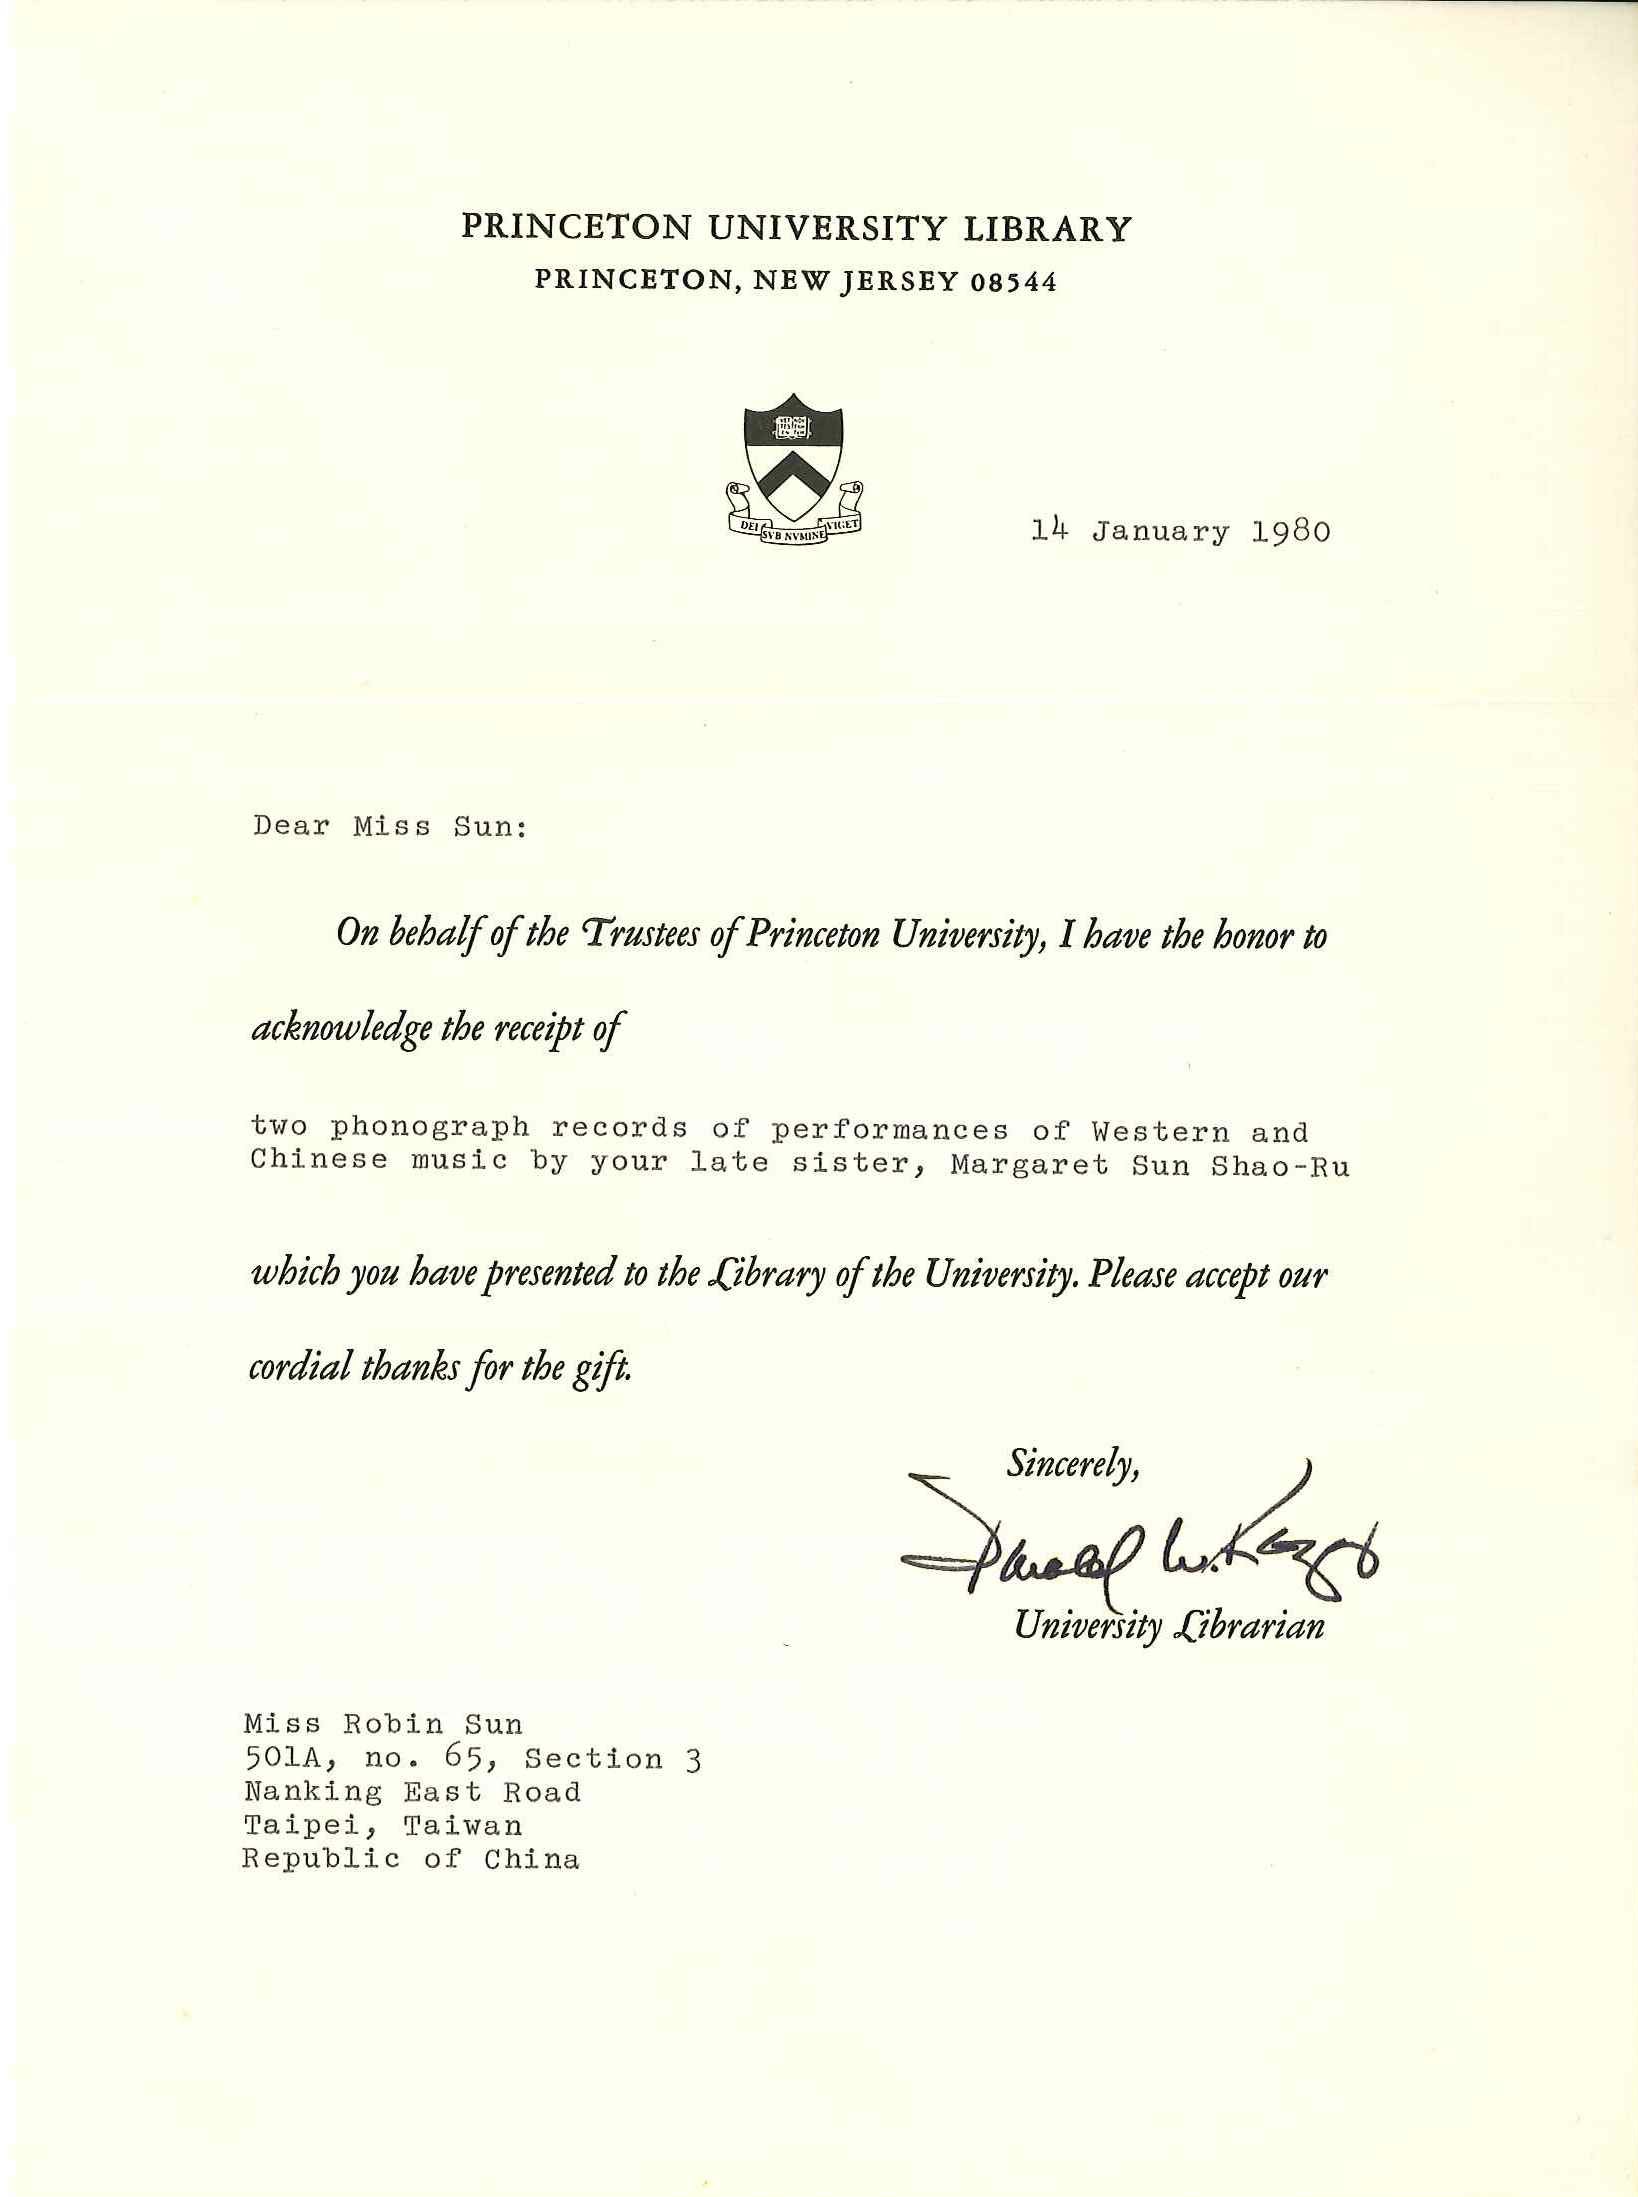 PRINCETON UNIVERSITY LIBRARY
PRINCETON, NEW JERSEY 08544
DEI SVB NVMINE VIGET
14 January 1980
Dear Miss Sun:
On behalf of the Trustees of Princeton University, I have the honor to
acknowledge the receipt of
two phonograph records of performances of Western and
Chinese music by your late sister, Margaret Sun Shao-Ru
which you have presented to the Library of the University. Please accept our
cordial thanks for the gift.
Sincerely,
Donald W. Koepp
University Librarian
Miss Robin Sun
501A, no. 65, Section 3
Nanking East Road
Taipei, Taiwan
Republic of China